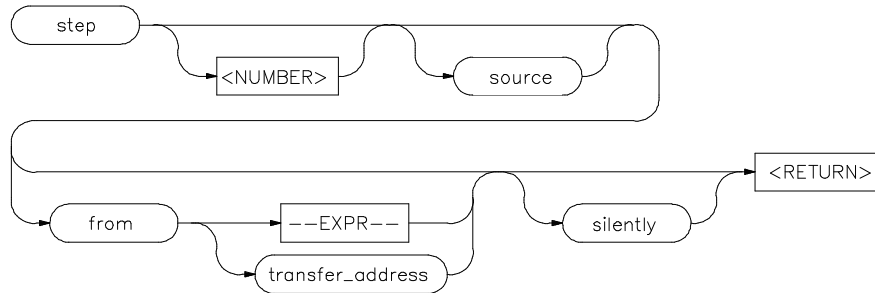 step
<NUMBER>
source
<RETURN>
from
--EXPR--
silently
transfer_address